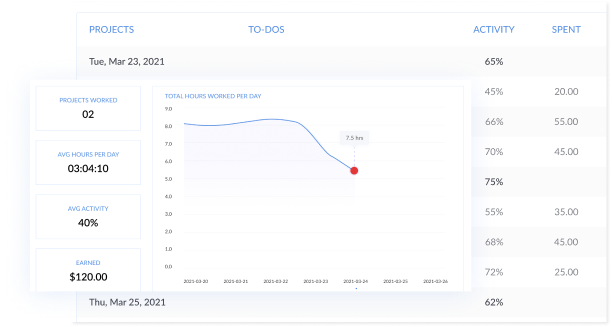 PROJECTS TO-DOS ACTIVITY SPENT
Tue, Mar 23, 2021 65%
45% 20.00
66% 55.00
70% 45.00
75%
55% 35.00
68% 45.00
72% 25.00
Thu, Mar 25, 2021 62%
PROJECTS WORKED
02
AVG HOURS PER DAY
03:04:10
AVG ACTIVITY
40%
EARNED
$120.00
TOTAL HOURS WORKED PER DAY
9.0
8.0
7.0
6.0
5.0
4.0
3.0
2.0
1.0
0.0
7.5 hrs
2021-03-20 2021-03-21 2021-03-22 2021-03-23 2021-03-24 2021-03-25 2021-03-26